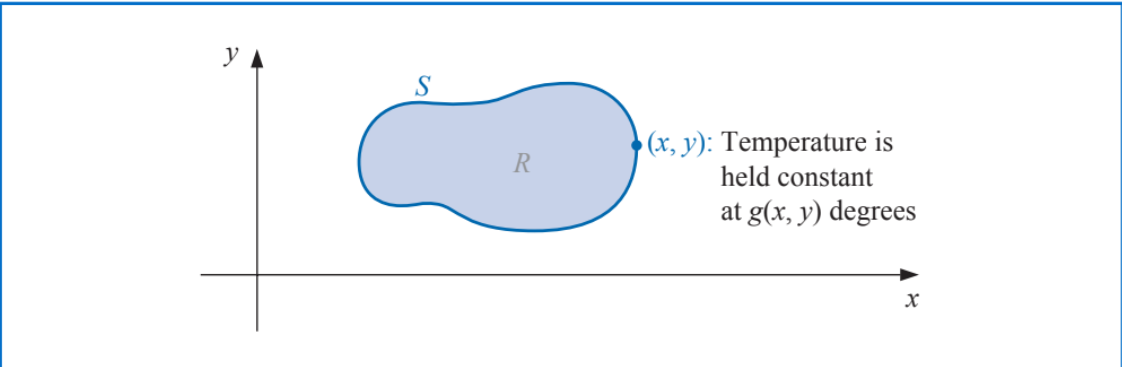 y
S
(x, y): Temperature is
R
held constant
at g(x, y) degrees
x